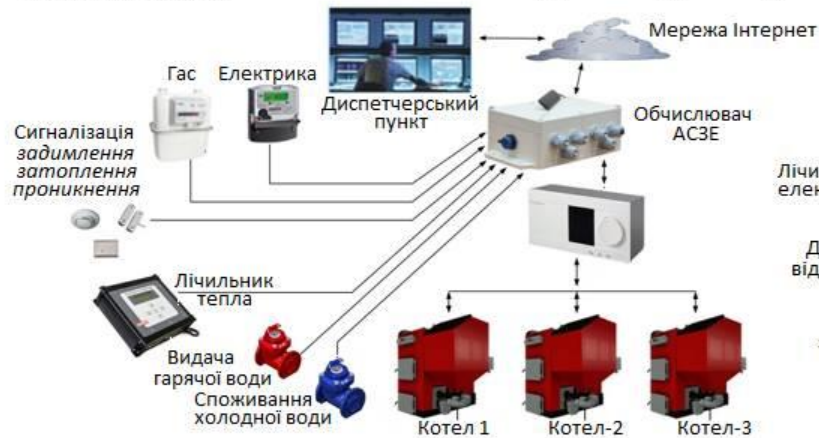 Мережа Інтернет
Гас
Електрика
Диспетчерський
пункт
Обчислювач
АСЗЕ
Сигналізація
задимлення
затоплення
проникнення
Лічильник
тепла
Видача
гарячої води
Споживання
холодної води
Котел 1
Котел-2
Котел-3